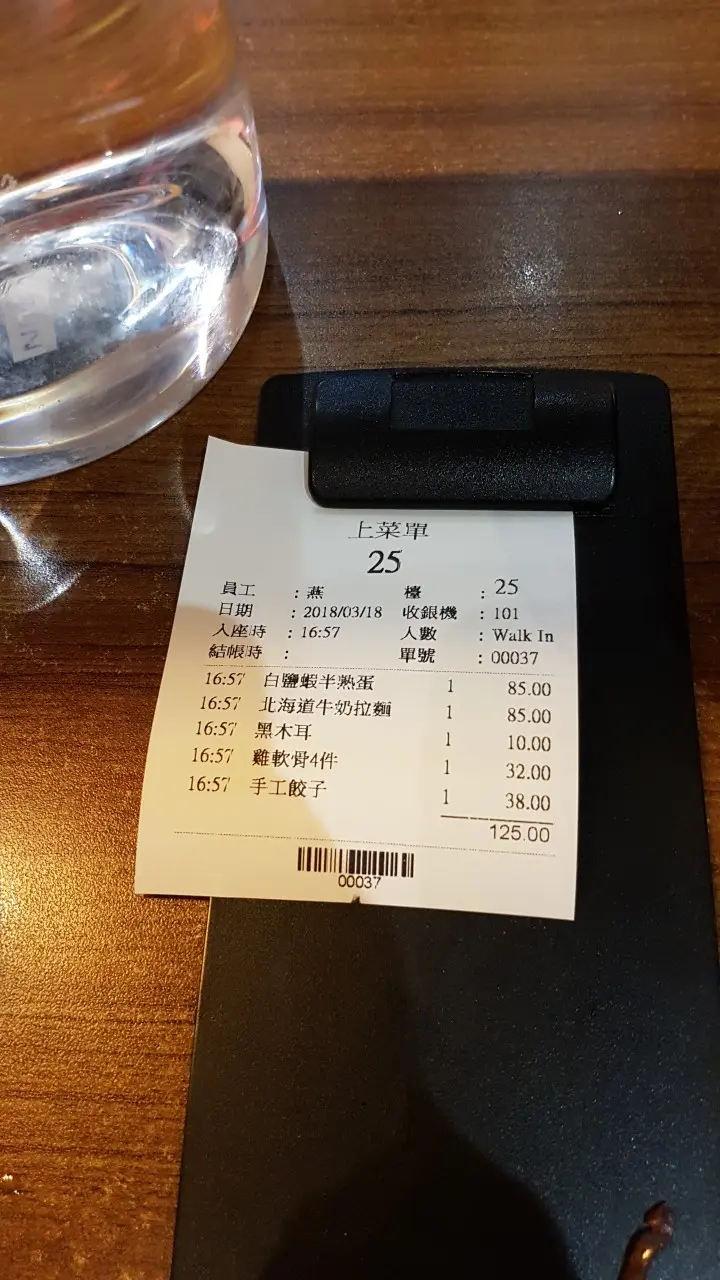 上菜單
25
員工 : 燕 檯 : 25
日期 : 2018/03/18 收銀機 : 101
入座時 : 16:57 人數 : Walk In
結帳時 : 單號 : 00037
16:57 白鹽蝦半熟蛋 1 85.00
16:57 北海道牛奶拉麵 1 85.00
16:57 黑木耳 1 10.00
16:57 雞軟骨4件 1 32.00
16:57 手工餃子 1 38.00
125.00
00037